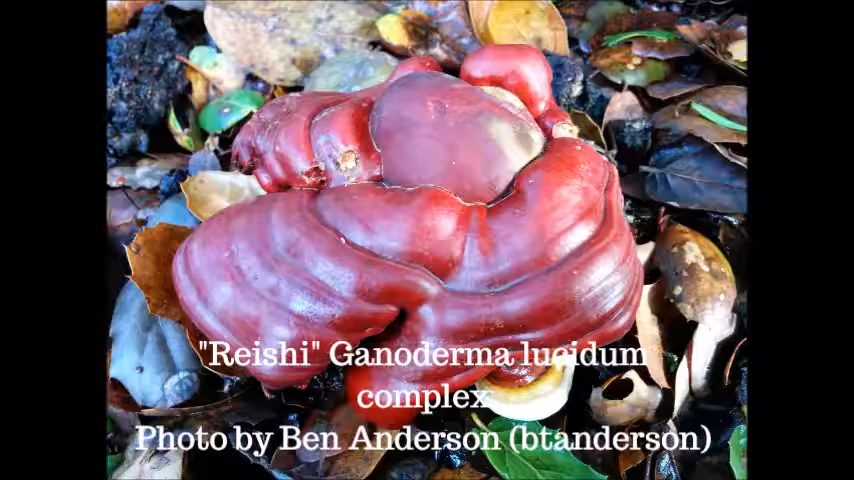 "Reishi" Ganoderma lucidum
complex
Photo by Ben Anderson (btanderson)